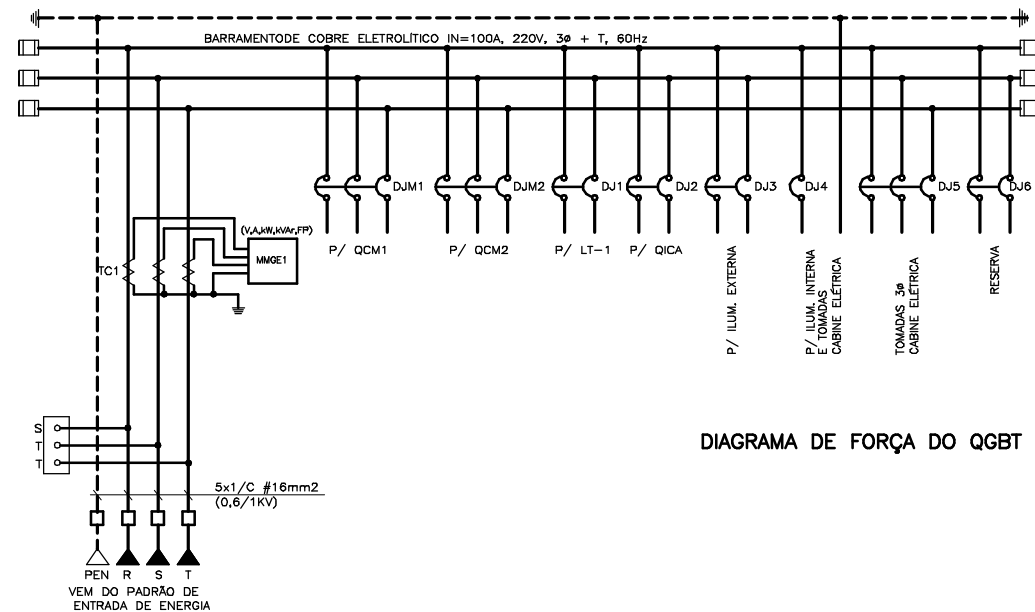 BARRAMENTODE COBRE ELETROLÍTICO IN=100A, 220V, 3ø + T, 60Hz
DJM1
DJM2
DJ1
DJ2
DJ3
DJ4
DJ5
DJ6
P/ QCM1
P/ QCM2
P/ LT-1
P/ QICA
P/ ILUM. EXTERNA
P/ ILUM. INTERNA
E TOMADAS
CABINE ELÉTRICA
TOMADAS 3ø
CABINE ELÉTRICA
RESERVA
(V,A,kW,kVAr,FP)
MMGE1
TC1
S
T
T
DIAGRAMA DE FORÇA DO QGBT
5x1/C #16mm2
(0,6/1KV)
PEN R S T
VEM DO PADRÃO DE
ENTRADA DE ENERGIA